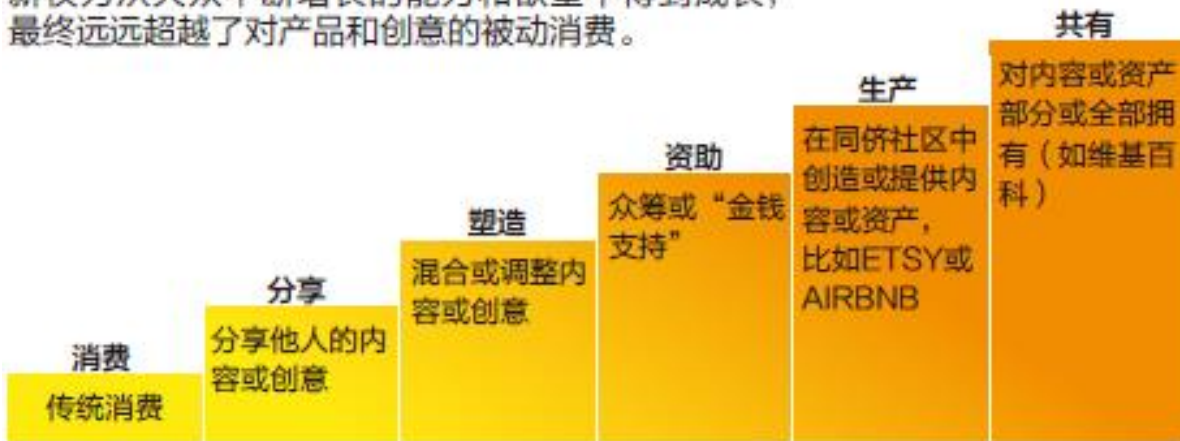 最终远远超越了对产品和创意的被动消费。
共有
对内容或资产
部分或全部拥
有（如维基百
科）
生产
在同侪社区中
创造或提供内
容或资产，
比如ETSY或
AIRBNB
资助
众筹或“金钱
支持”
塑造
混合或调整内
容或创意
分享
分享他人的内
容或创意
消费
传统消费